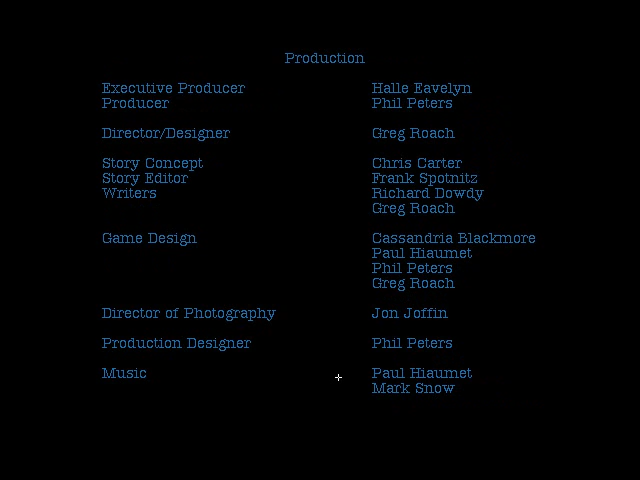 Production
Executive Producer Halle Eavelyn
Producer Phil Peters
Director/Designer Greg Roach
Story Concept Chris Carter
Story Editor Frank Spotnitz
Writers Richard Dowdy
Greg Roach
Game Design Cassandria Blackmore
Paul Hiaumet
Phil Peters
Greg Roach
Director of Photography Jon Joffin
Production Designer Phil Peters
Music Paul Hiaumet
Mark Snow